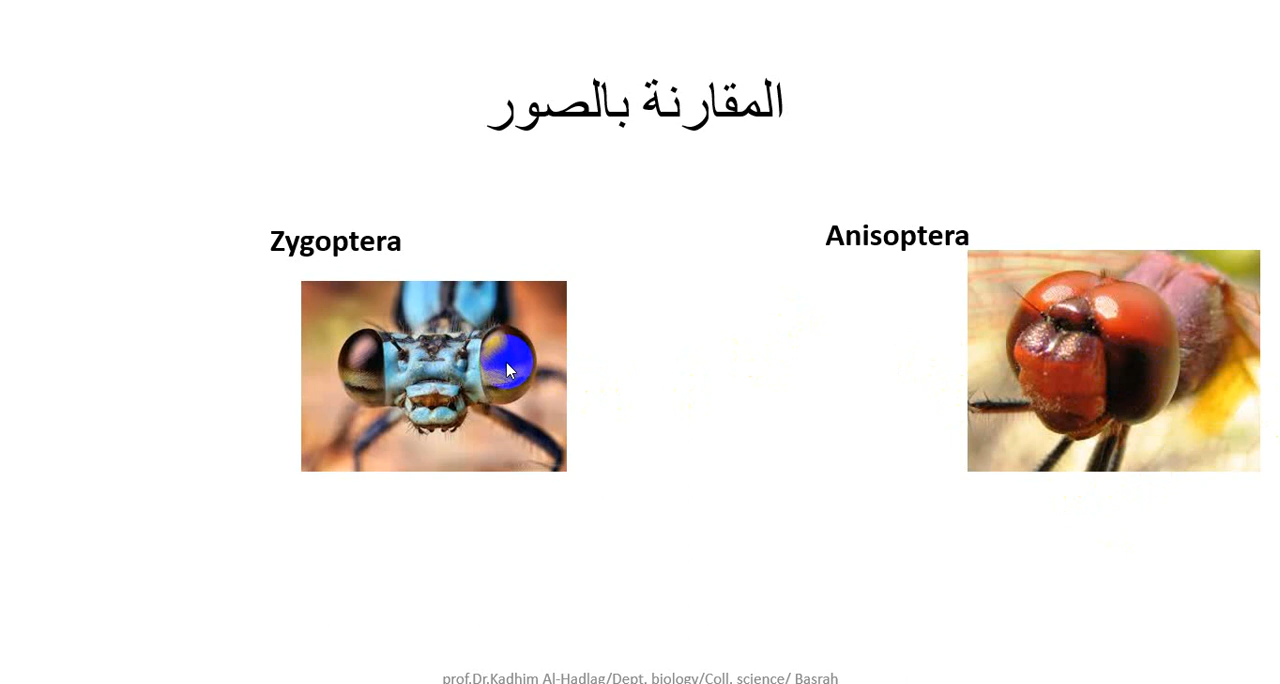 المقارنة بالصور
Zygoptera
Anisoptera
prof.Dr.Kadhim Al-Hadlag/Dept. biology/Coll. science/ Basrah